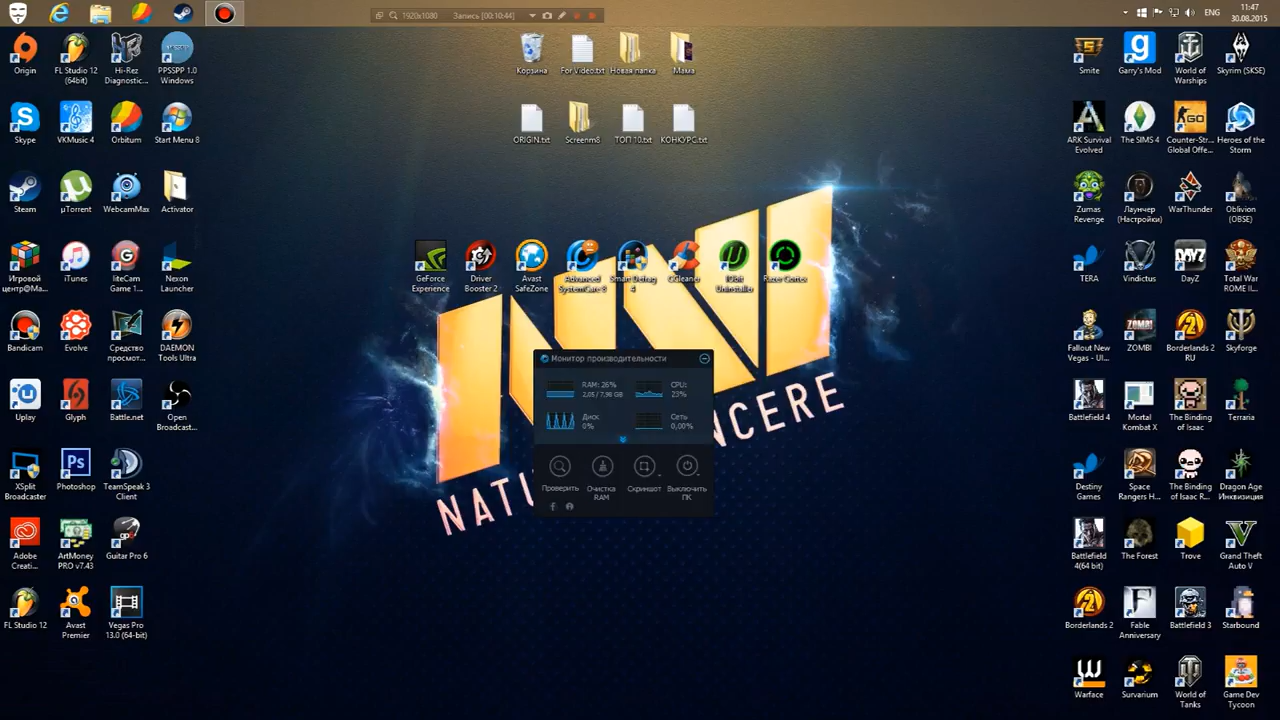 1920x1080
Запись [00:10:44]
ENG
11:47
30.08.2015
Origin
FL Studio 12
(64bit)
Hi-Rez
Diagnostic...
PPSSPP 1.0
Windows
Корзина
For Video.txt
Новая папка
Мама
Smite
Garry's Mod
World of
Warships
Skyrim (SKSE)
Skype
VKMusic 4
Orbitum
Start Menu 8
ORIGIN.txt
Screenm8
ТОП 10.txt
КОНКУРС.txt
ARK Survival
Evolved
The SIMS 4
Counter-Str...
Global Offe...
Heroes of the
Storm
Steam
µTorrent
WebcamMax
Activator
Zumas
Revenge
Лаунчер
(Настройки)
WarThunder
Oblivion
(OBSE)
Игровой
центр@Ma...
iTunes
liteCam
Game 1...
Nexon
Launcher
GeForce
Experience
Driver
Booster 2
Avast
SafeZone
Advanced
SystemCare 8
Smart Defrag
4
CCleaner
IObit
Uninstaller
Razer Cortex
TERA
Vindictus
DayZ
Total War
ROME II...
Bandicam
Evolve
Средство
просмот...
DAEMON
Tools Ultra
Fallout New
Vegas - Ul...
ZOMBI
Borderlands 2
RU
Skyforge
Монитор производительности
RAM: 26%
2,05 / 7,98 GB
CPU:
23%
Диск
0%
Сеть
0,00%
Проверить
Очистка
RAM
Скриншот
Выключить
ПК
NATU
NCERE
Uplay
Glyph
Battle.net
Open
Broadcast...
Battlefield 4
Mortal
Kombat X
The Binding
of Isaac
Terraria
XSplit
Broadcaster
Photoshop
TeamSpeak 3
Client
Destiny
Games
Space
Rangers H...
The Binding
of Isaac R...
Dragon Age
Инквизиция
Adobe
Creati...
ArtMoney
PRO v7.43
Guitar Pro 6
Battlefield
4(64 bit)
The Forest
Trove
Grand Theft
Auto V
FL Studio 12
Avast
Premier
Vegas Pro
13.0 (64-bit)
Borderlands 2
Fable
Anniversary
Battlefield 3
Starbound
Warface
Survarium
World of
Tanks
Game Dev
Tycoon